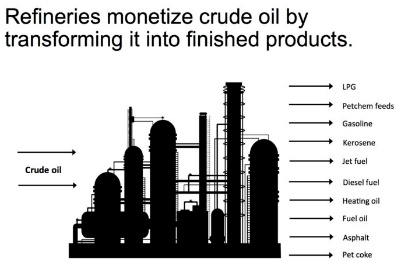 Refineries monetize crude oil by
transforming it into finished products.
Crude oil
LPG
Petchem feeds
Gasoline
Kerosene
Jet fuel
Diesel fuel
Heating oil
Fuel oil
Asphalt
Pet coke